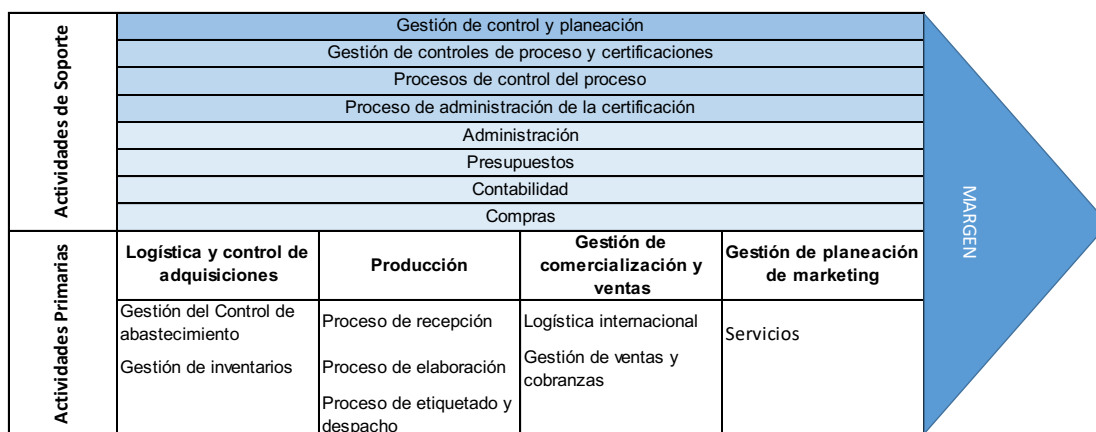 Actividades de Soporte
Gestión de control y planeación
Gestión de controles de proceso y certificaciones
Procesos de control del proceso
Proceso de administración de la certificación
Administración
Presupuestos
Contabilidad
Compras
MARGEN
Actividades Primarias
Logística y control de
adquisiciones
Producción
Gestión de
comercialización y
ventas
Gestión de planeación
de marketing
Gestión del Control de
abastecimiento
Gestión de inventarios
Proceso de recepción
Proceso de elaboración
Proceso de etiquetado y
despacho
Logística internacional
Gestión de ventas y
cobranzas
Servicios